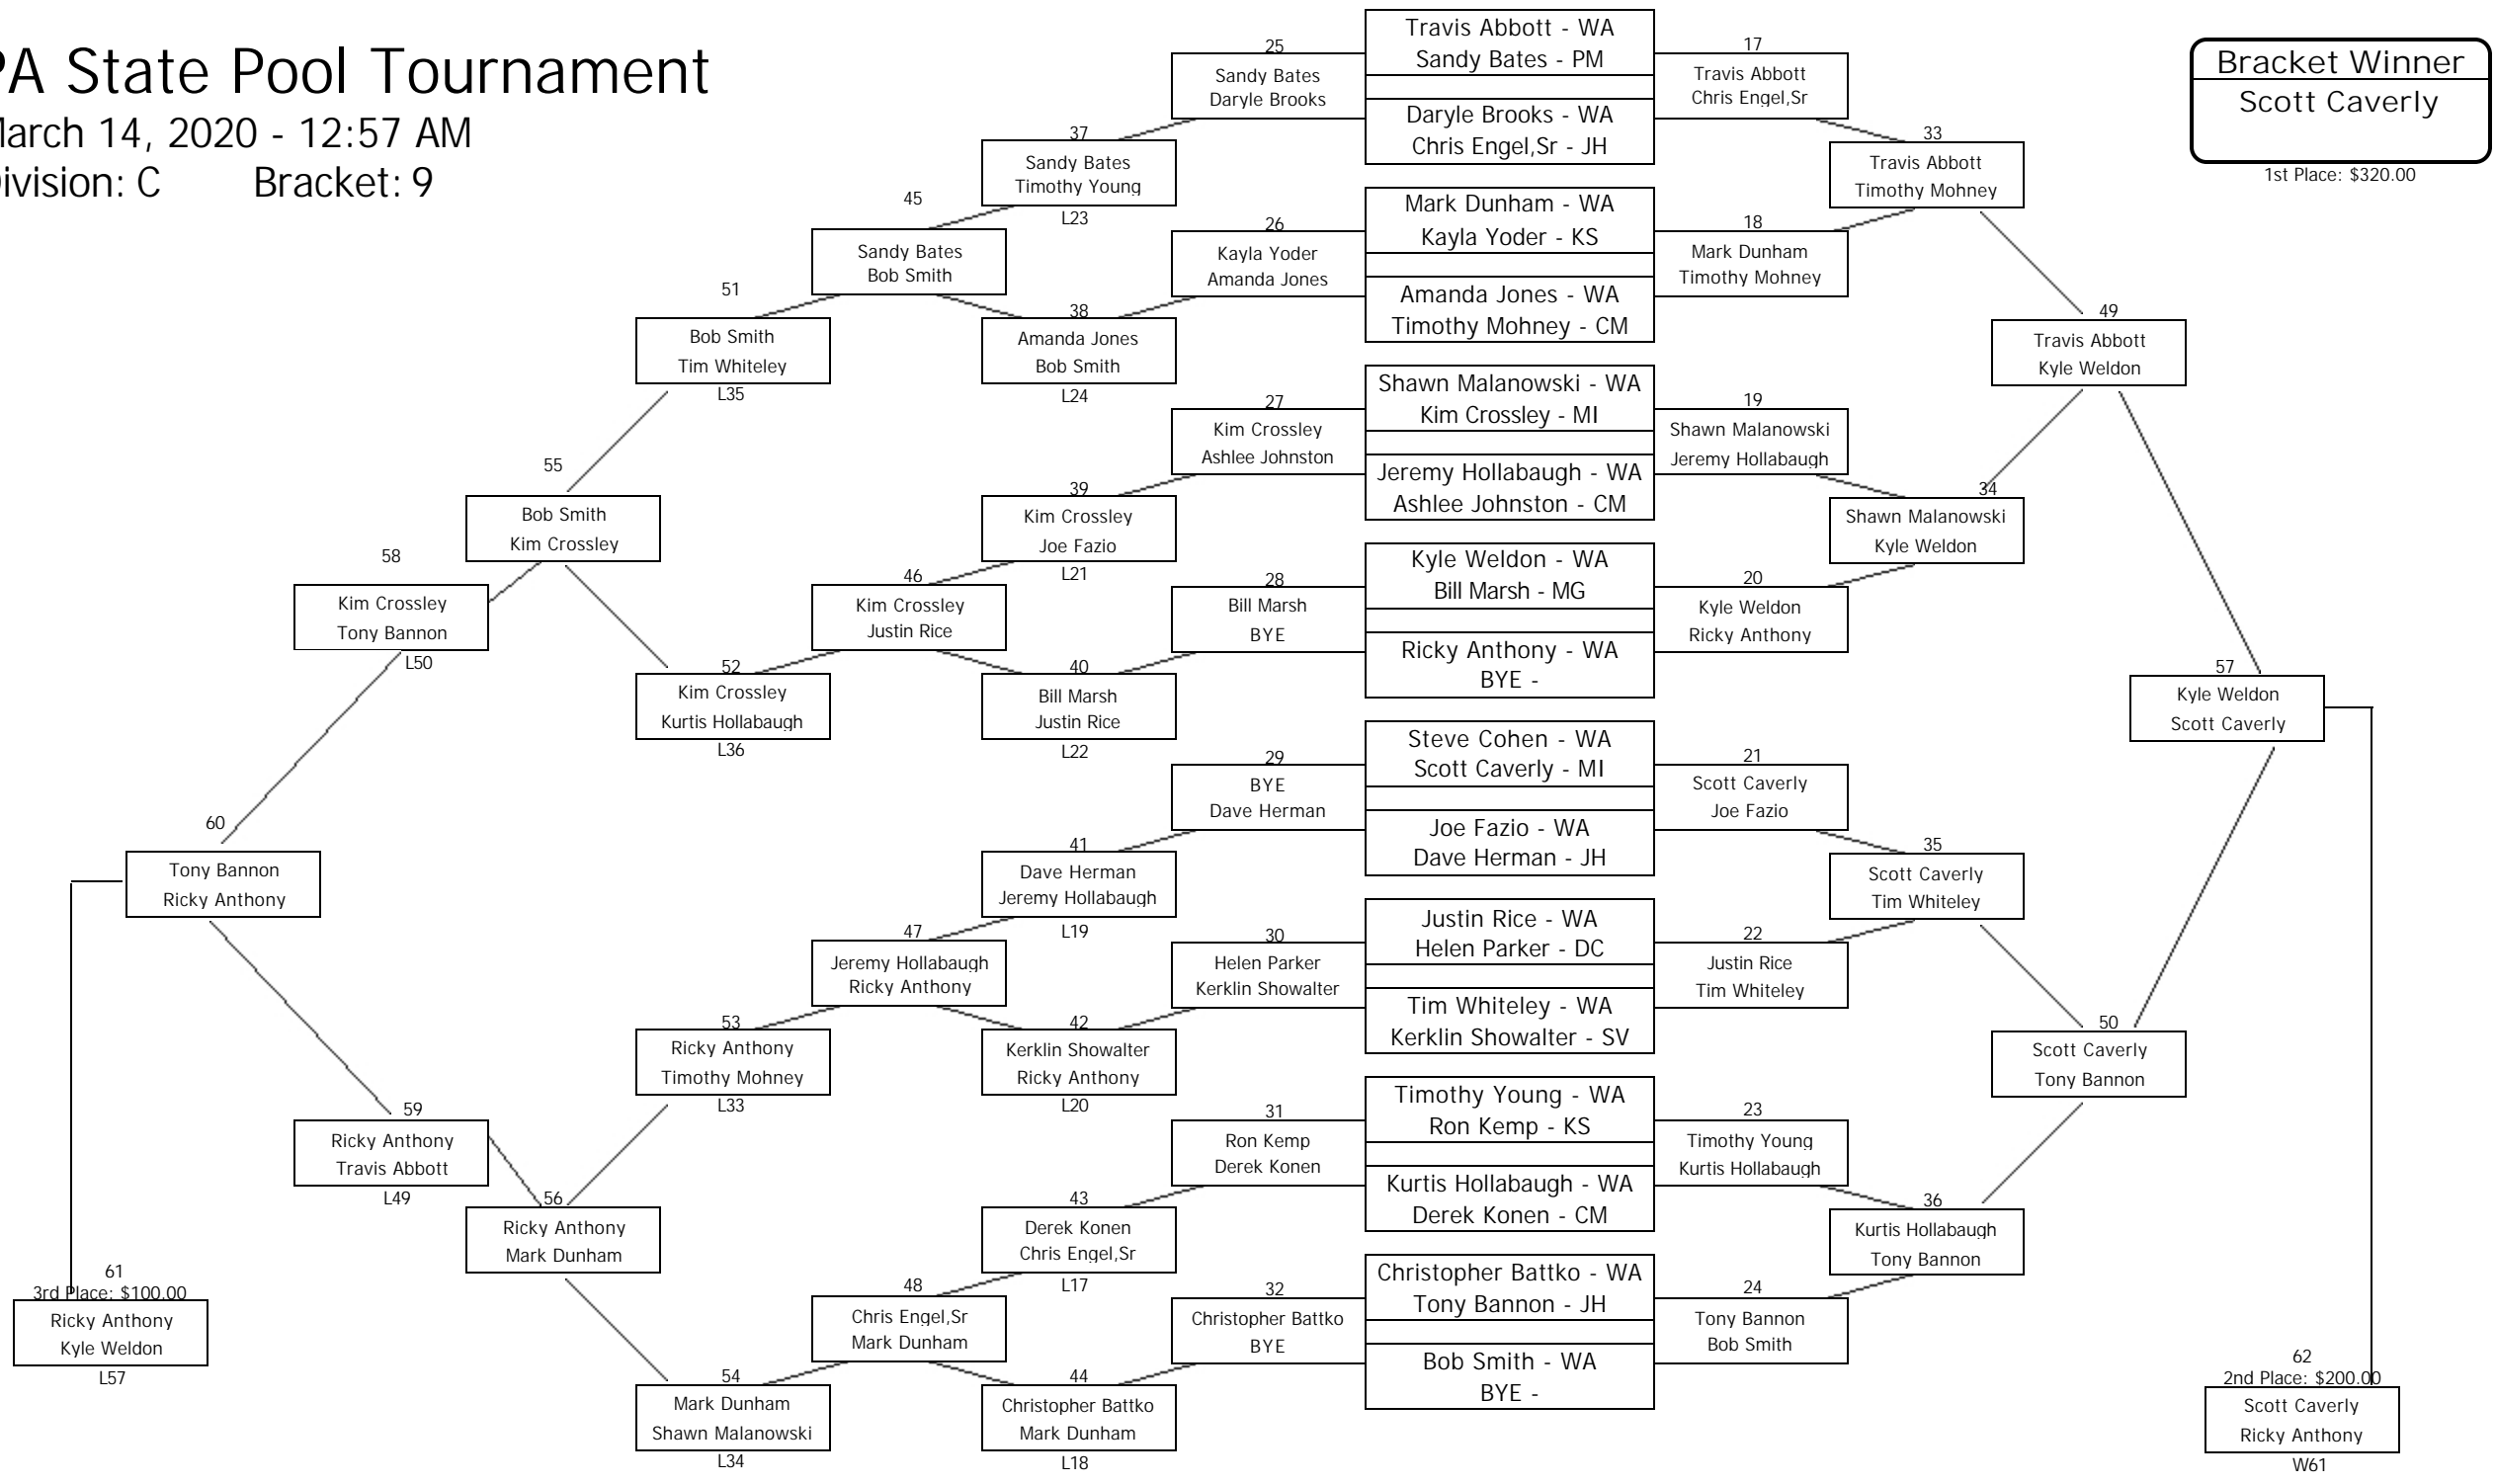 PA State Pool Tournament
March 14, 2020 - 12:57 AM
Division: C Bracket: 9
Bracket Winner
Scott Caverly
1st Place: $320.00
60
Tony Bannon
Ricky Anthony
61
3rd Place: $100.00
Ricky Anthony
Kyle Weldon
L57
58
Kim Crossley
Tony Bannon
L50
59
Ricky Anthony
Travis Abbott
L49
55
Bob Smith
Kim Crossley
56
Ricky Anthony
Mark Dunham
51
Bob Smith
Tim Whiteley
L35
52
Kim Crossley
Kurtis Hollabaugh
L36
53
Ricky Anthony
Timothy Mohney
L33
54
Mark Dunham
Shawn Malanowski
L34
45
Sandy Bates
Bob Smith
46
Kim Crossley
Justin Rice
47
Jeremy Hollabaugh
Ricky Anthony
48
Chris Engel,Sr
Mark Dunham
37
Sandy Bates
Timothy Young
L23
38
Amanda Jones
Bob Smith
L24
39
Kim Crossley
Joe Fazio
L21
40
Bill Marsh
Justin Rice
L22
41
Dave Herman
Jeremy Hollabaugh
L19
42
Kerklin Showalter
Ricky Anthony
L20
43
Derek Konen
Chris Engel,Sr
L17
44
Christopher Battko
Mark Dunham
L18
25
Sandy Bates
Daryle Brooks
26
Kayla Yoder
Amanda Jones
27
Kim Crossley
Ashlee Johnston
28
Bill Marsh
BYE
29
BYE
Dave Herman
30
Helen Parker
Kerklin Showalter
31
Ron Kemp
Derek Konen
32
Christopher Battko
BYE
Travis Abbott - WA
Sandy Bates - PM
Daryle Brooks - WA
Chris Engel,Sr - JH
Mark Dunham - WA
Kayla Yoder - KS
Amanda Jones - WA
Timothy Mohney - CM
Shawn Malanowski - WA
Kim Crossley - MI
Jeremy Hollabaugh - WA
Ashlee Johnston - CM
Kyle Weldon - WA
Bill Marsh - MG
Ricky Anthony - WA
BYE -
Steve Cohen - WA
Scott Caverly - MI
Joe Fazio - WA
Dave Herman - JH
Justin Rice - WA
Helen Parker - DC
Tim Whiteley - WA
Kerklin Showalter - SV
Timothy Young - WA
Ron Kemp - KS
Kurtis Hollabaugh - WA
Derek Konen - CM
Christopher Battko - WA
Tony Bannon - JH
Bob Smith - WA
BYE -
17
Travis Abbott
Chris Engel,Sr
18
Mark Dunham
Timothy Mohney
19
Shawn Malanowski
Jeremy Hollabaugh
20
Kyle Weldon
Ricky Anthony
21
Scott Caverly
Joe Fazio
22
Justin Rice
Tim Whiteley
23
Timothy Young
Kurtis Hollabaugh
24
Tony Bannon
Bob Smith
33
Travis Abbott
Timothy Mohney
34
Shawn Malanowski
Kyle Weldon
35
Scott Caverly
Tim Whiteley
36
Kurtis Hollabaugh
Tony Bannon
49
Travis Abbott
Kyle Weldon
50
Scott Caverly
Tony Bannon
57
Kyle Weldon
Scott Caverly
62
2nd Place: $200.00
Scott Caverly
Ricky Anthony
W61